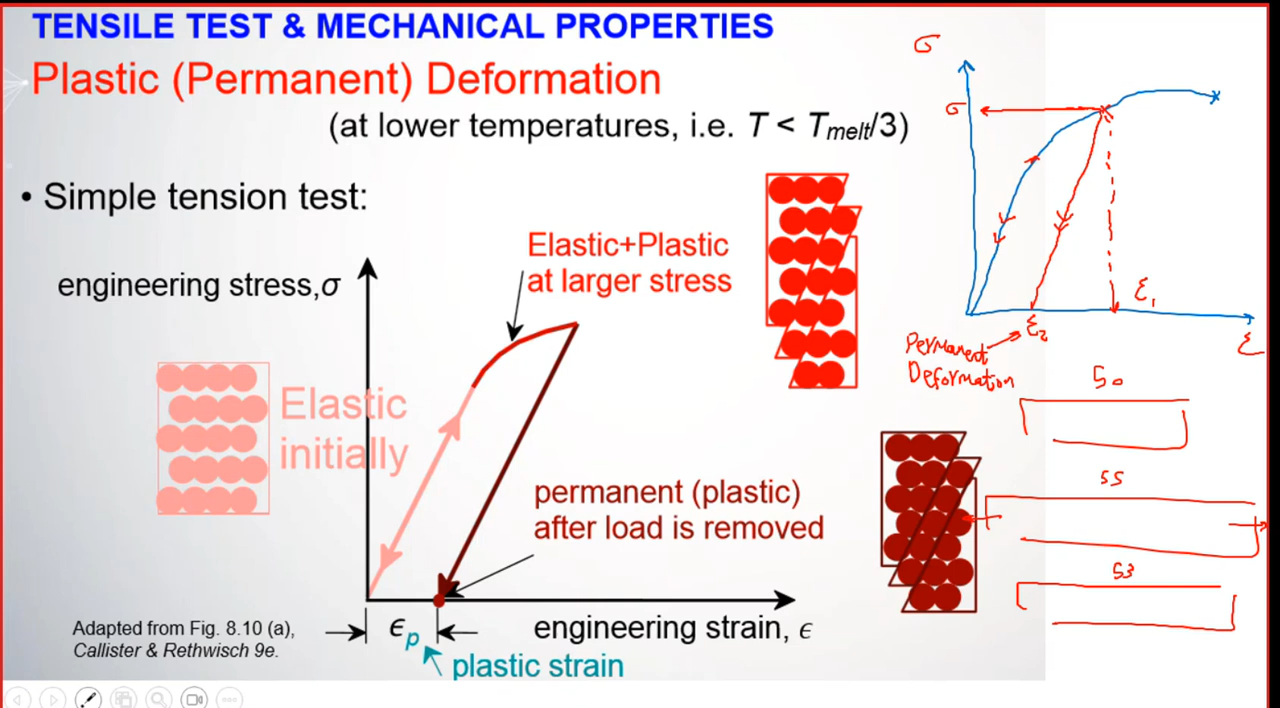 TENSILE TEST & MECHANICAL PROPERTIES
Plastic (Permanent) Deformation
(at lower temperatures, i.e. T < Tmelt/3)
• Simple tension test:
engineering stress,σ
Elastic+Plastic
at larger stress
Elastic
initially
permanent (plastic)
after load is removed
ϵp
engineering strain, ϵ
plastic strain
Adapted from Fig. 8.10 (a),
Callister & Rethwisch 9e.
σ
σ
ε1
ε2
ε
Permanent
Deformation
50
55
53